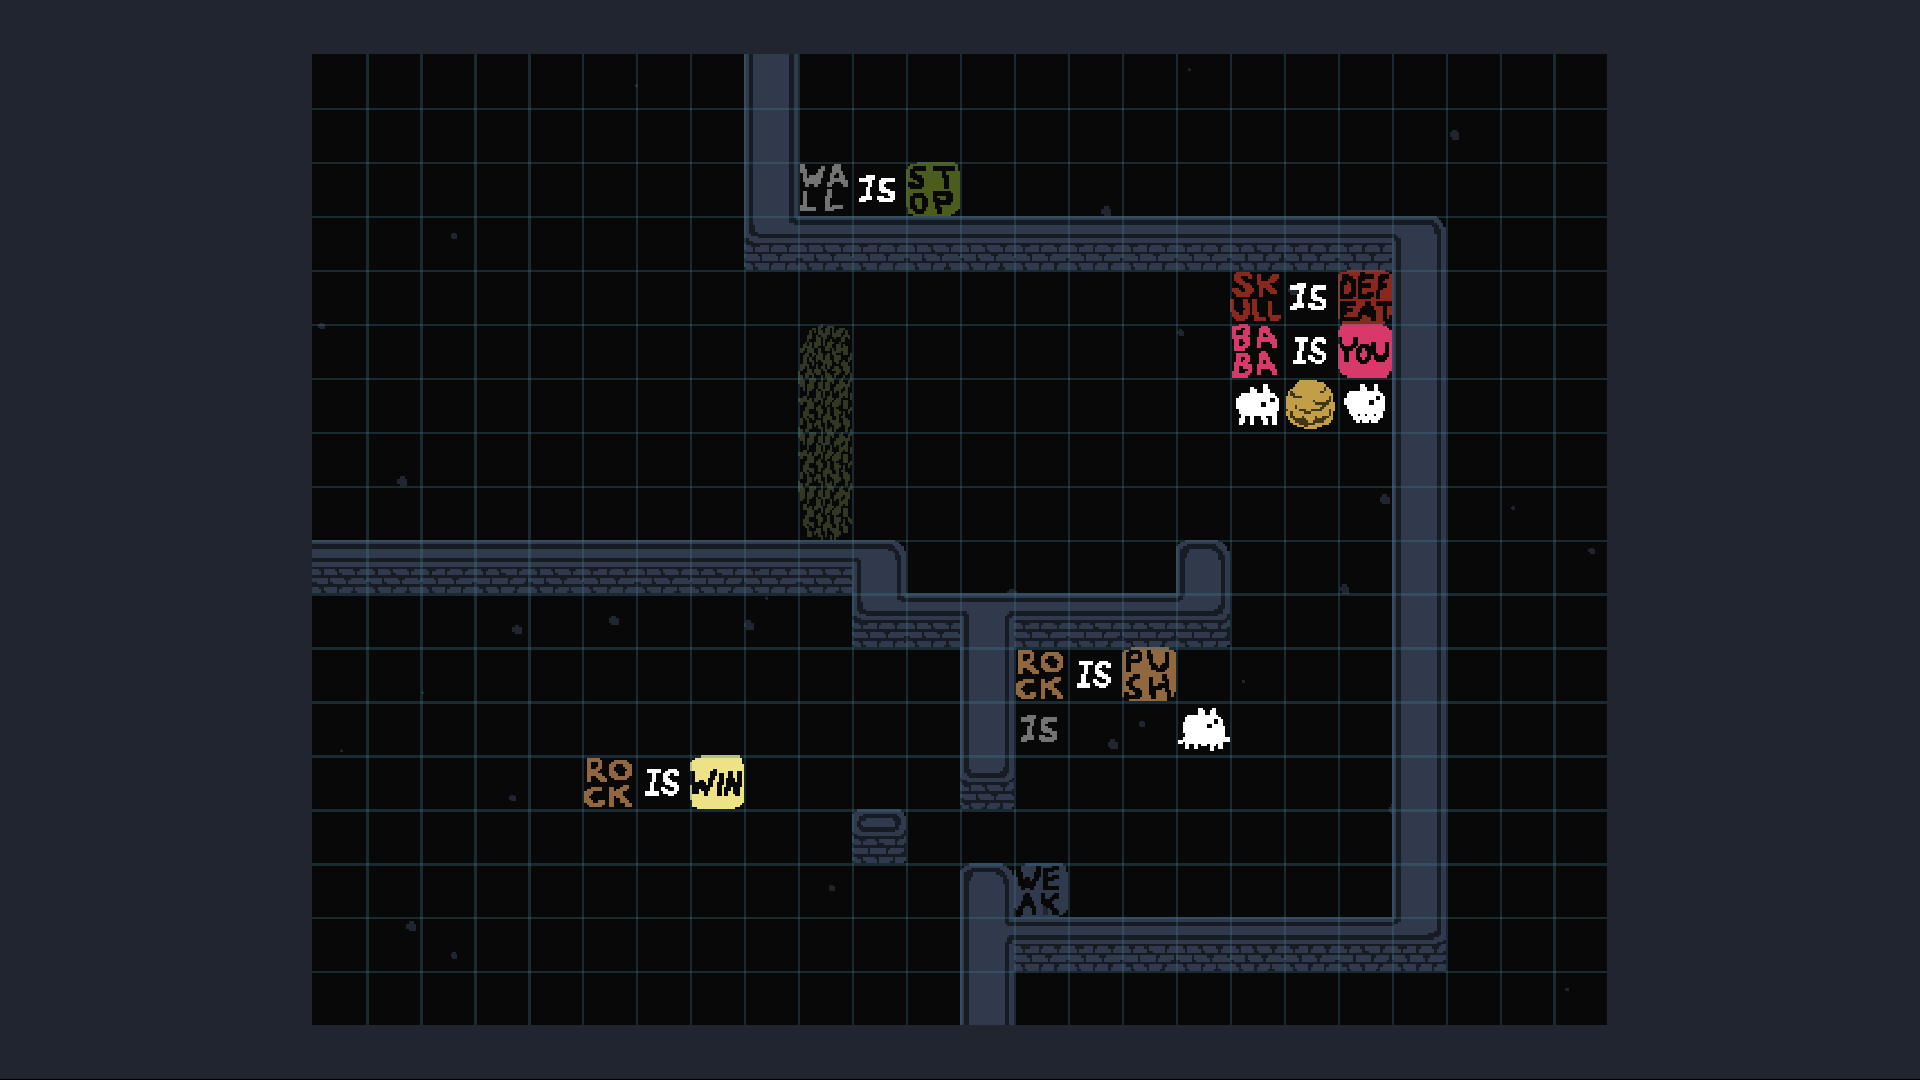 WALL IS STOP
SKULL IS DEFEAT
BABA IS YOU
ROCK IS PUSH
IS
ROCK IS WIN
WEAK